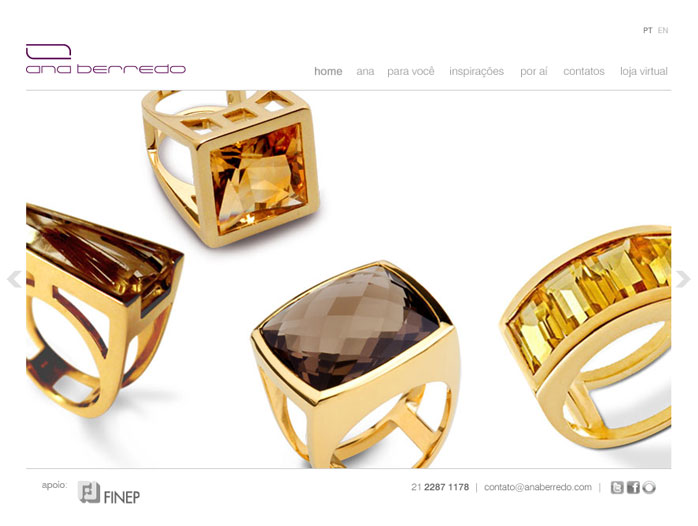 PT EN
ana berredo
home ana para você inspirações por aí contatos loja virtual
apoio:
FINEP
21 2287 1178 | contato@anaberredo.com |